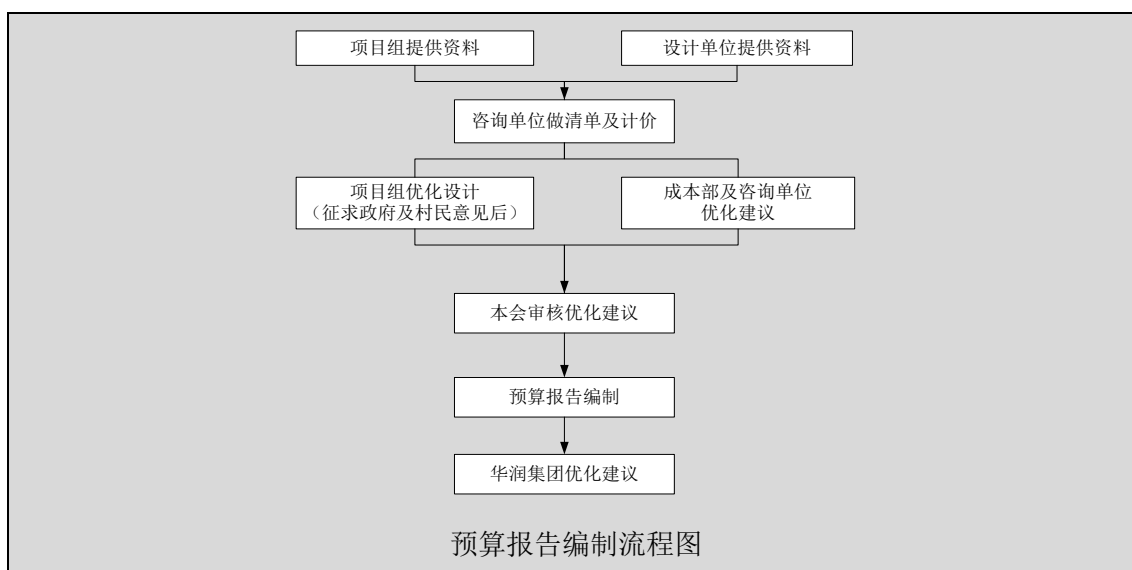 项目组提供资料
设计单位提供资料
咨询单位做清单及计价
项目组优化设计
（征求政府及村民意见后）
成本部及咨询单位
优化建议
本会审核优化建议
预算报告编制
华润集团优化建议
预算报告编制流程图